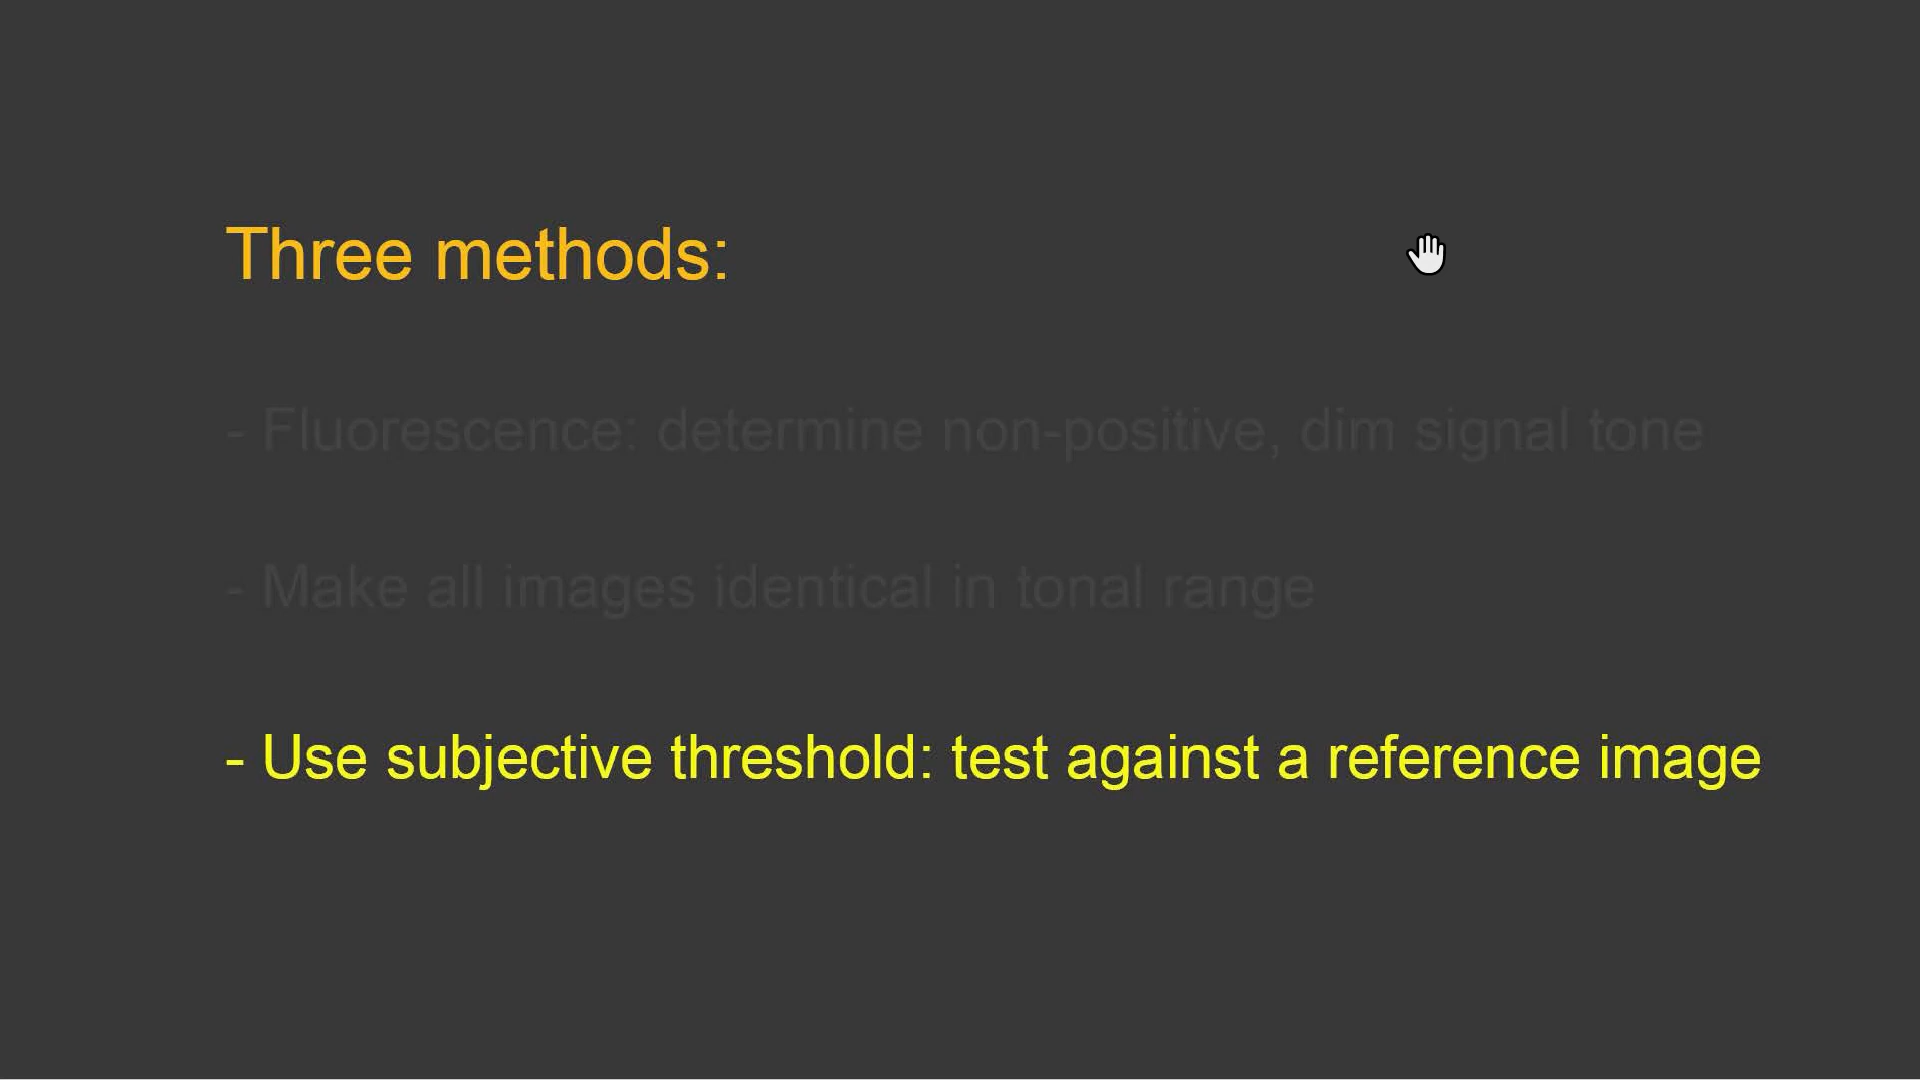 Three methods:
- Fluorescence: determine non-positive, dim signal tone
- Make all images identical in tonal range
- Use subjective threshold: test against a reference image